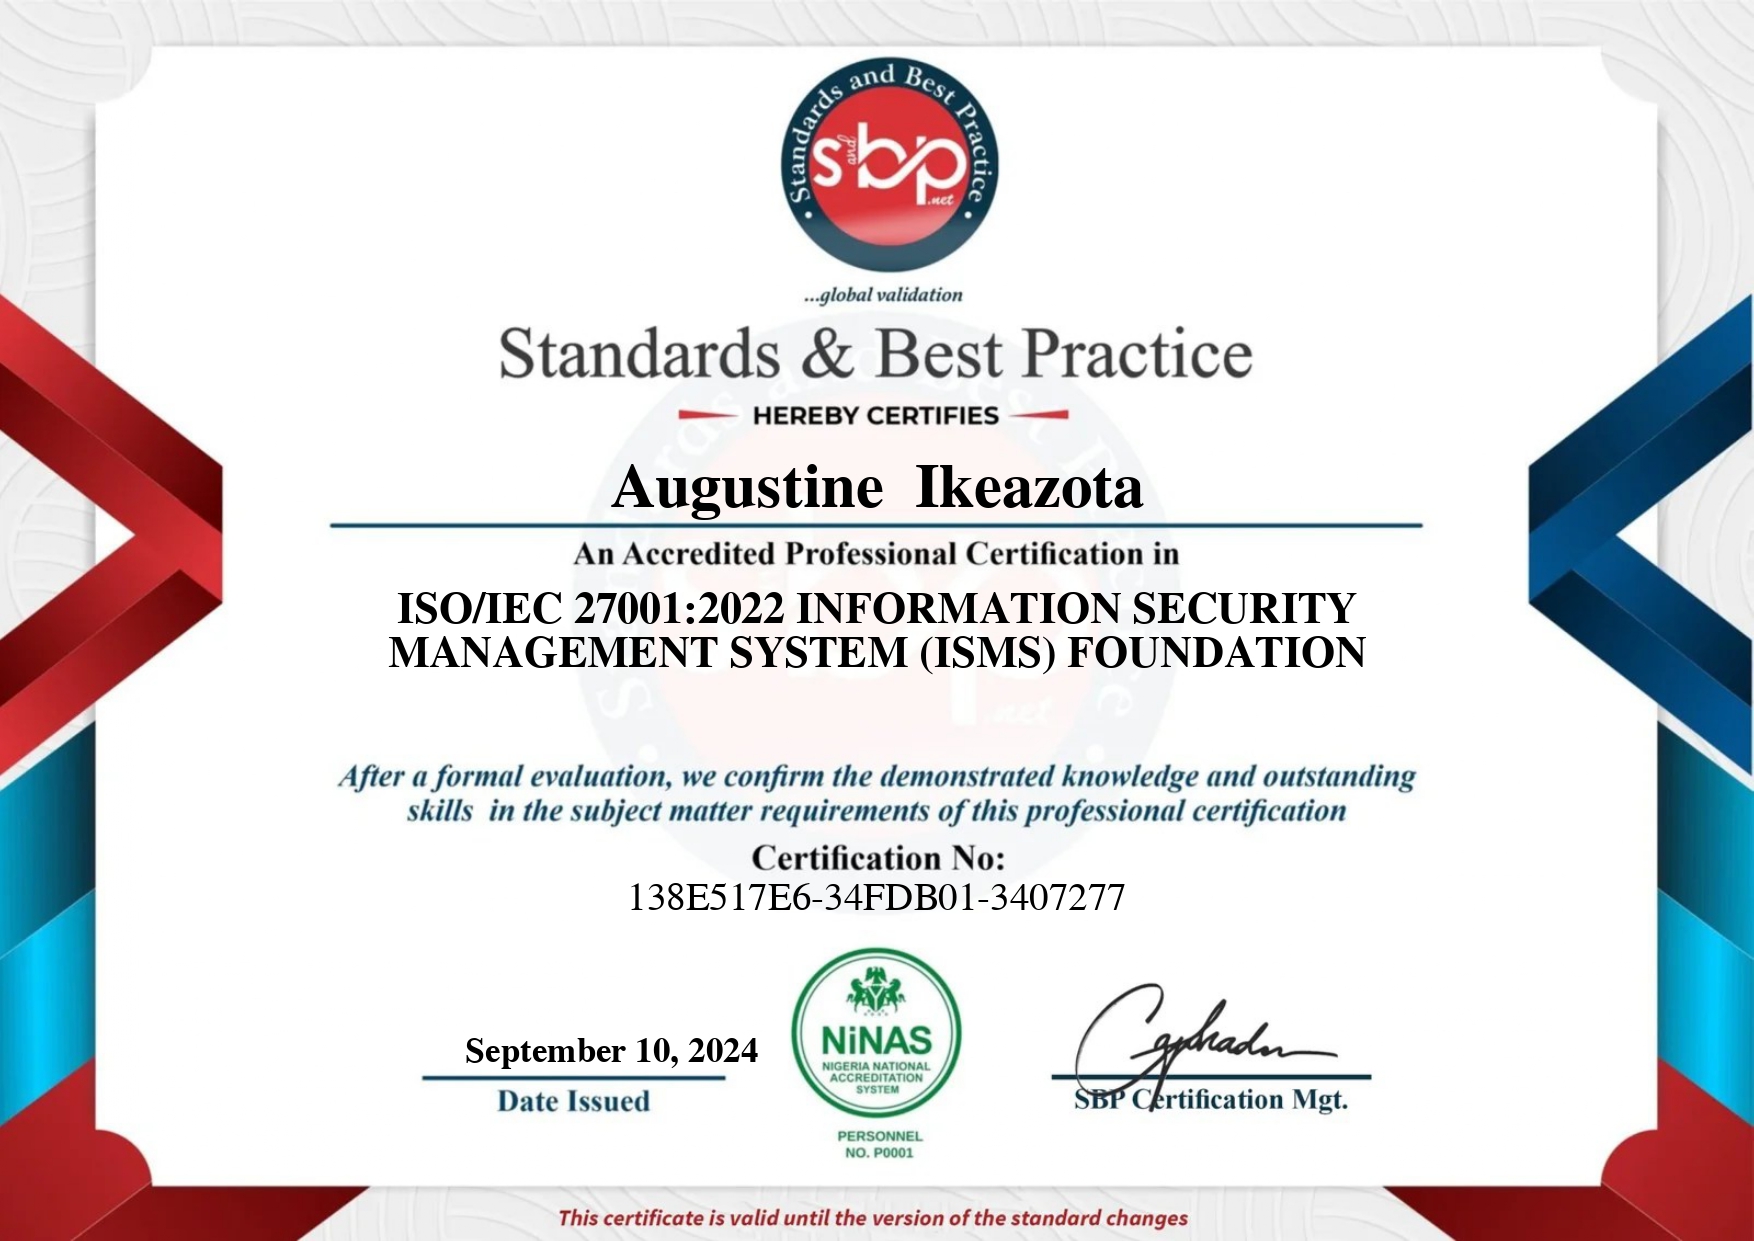 Standards and Best Practice
sandbp.net
...global validation
Standards & Best Practice
HEREBY CERTIFIES
Augustine Ikeazota
An Accredited Professional Certification in
ISO/IEC 27001:2022 INFORMATION SECURITY
MANAGEMENT SYSTEM (ISMS) FOUNDATION
After a formal evaluation, we confirm the demonstrated knowledge and outstanding
skills in the subject matter requirements of this professional certification
Certification No:
138E517E6-34FDB01-3407277
September 10, 2024
Date Issued
NiNAS
NIGERIA NATIONAL
ACCREDITATION
SYSTEM
PERSONNEL
NO. P0001
SBP Certification Mgt.
This certificate is valid until the version of the standard changes